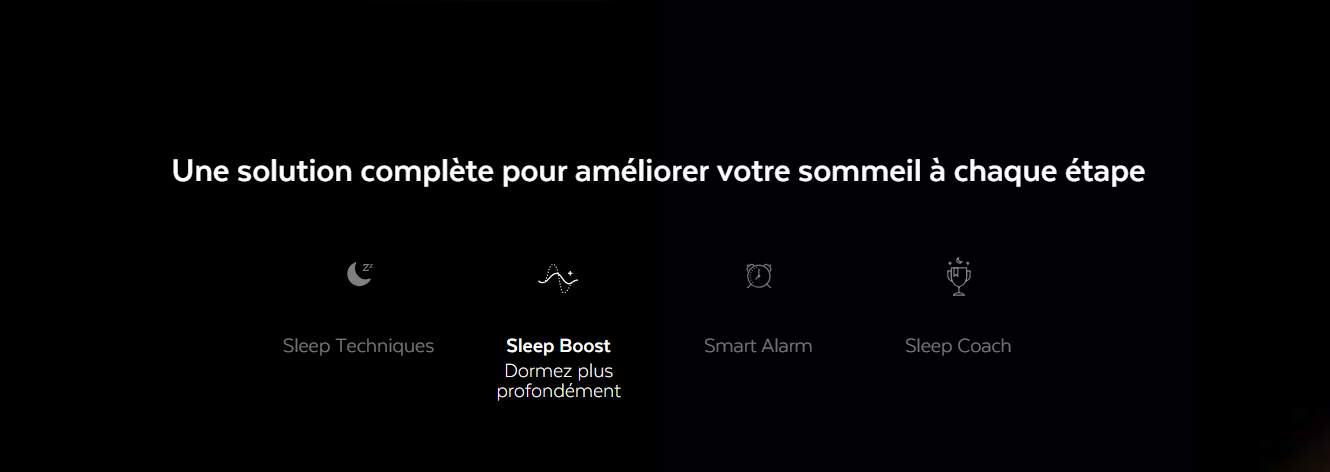 Une solution complète pour améliorer votre sommeil à chaque étape
Sleep Techniques
Sleep Boost
Dormez plus
profondément
Smart Alarm
Sleep Coach